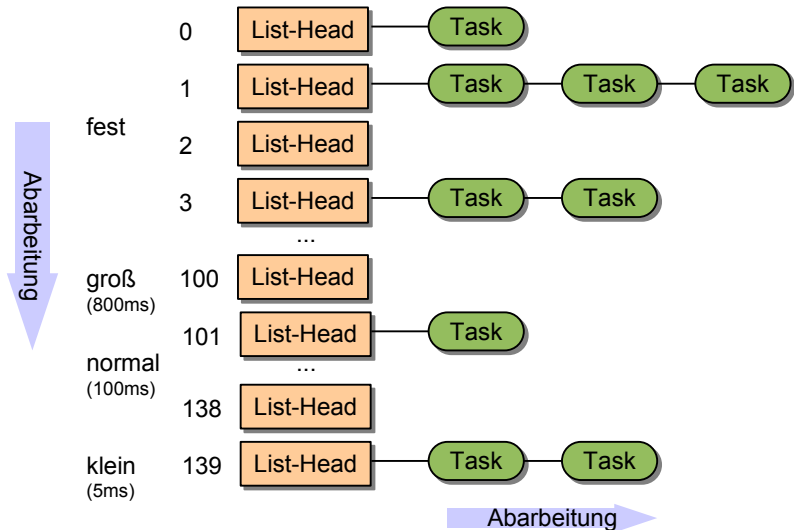 0 List-Head Task
1 List-Head Task Task Task
fest
2 List-Head
3 List-Head Task Task
...
Abarbeitung
groß 100 List-Head
(800ms)
101 List-Head Task
normal ...
(100ms)
138 List-Head
klein 139 List-Head Task Task
(5ms)
Abarbeitung